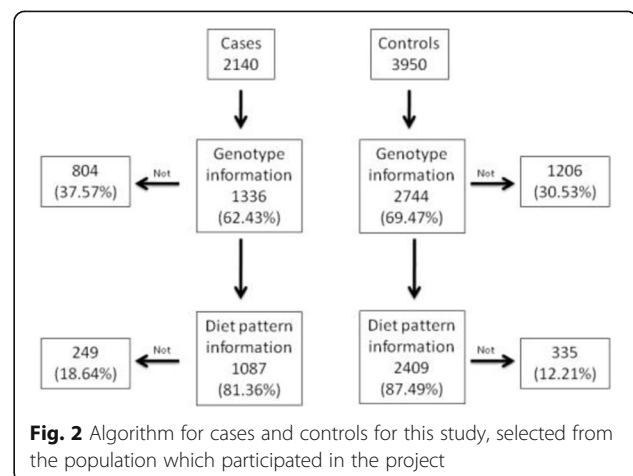 Cases
2140
Controls
3950
804
(37.57%)
Not
Genotype
information
1336
(62.43%)
Genotype
information
2744
(69.47%)
Not
1206
(30.53%)
249
(18.64%)
Not
Diet pattern
information
1087
(81.36%)
Diet pattern
information
2409
(87.49%)
Not
335
(12.21%)
Fig. 2 Algorithm for cases and controls for this study, selected from
the population which participated in the project